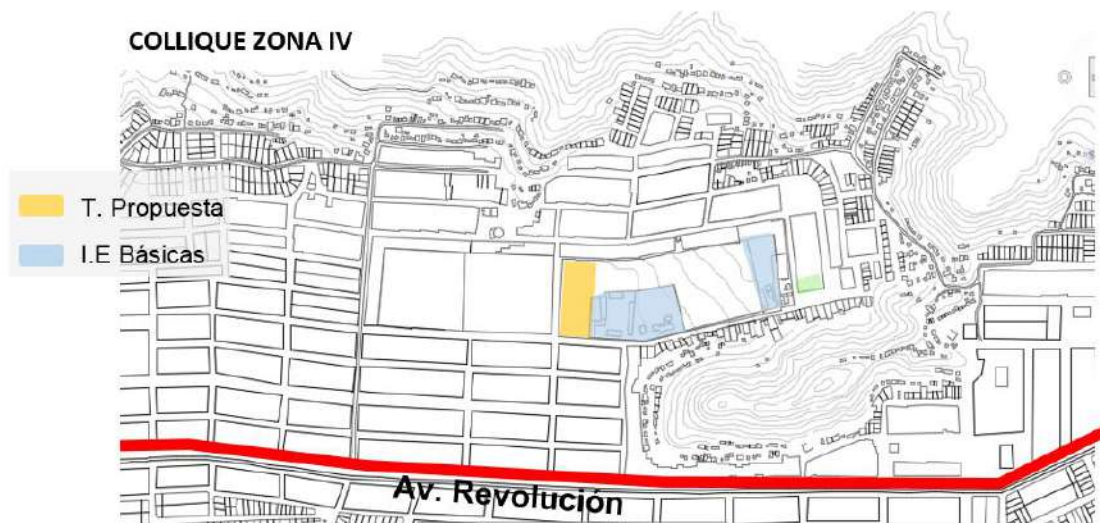 COLLIQUE ZONA IV
T. Propuesta
I.E Básicas
Av. Revolución